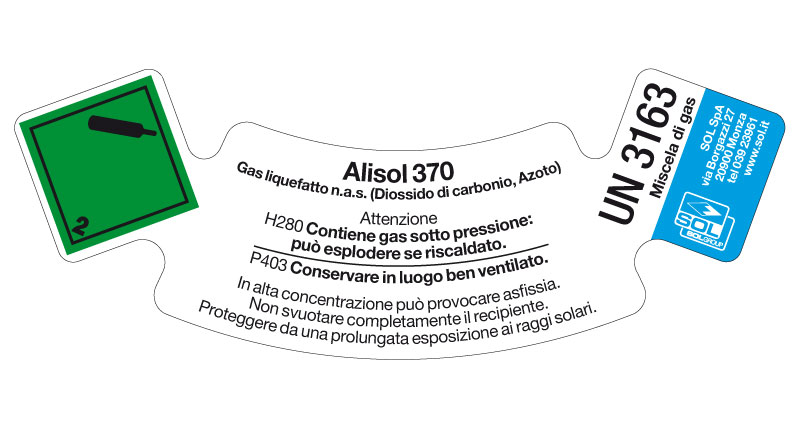 2
Alisol 370
Gas liquefatto n.a.s. (Diossido di carbonio, Azoto)
Attenzione
H280 Contiene gas sotto pressione:
può esplodere se riscaldato.
P403 Conservare in luogo ben ventilato.
In alta concentrazione può provocare asfissia.
Non svuotare completamente il recipiente.
Proteggere da una prolungata esposizione ai raggi solari.
UN 3163
Miscela di gas
SOL SpA
via Borgazzi 27
20900 Monza
tel 039 23961
www.sol.it
SOL
SOLGROUP